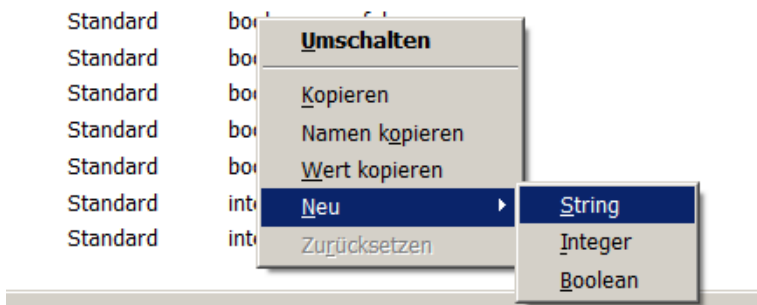 Standard
Umschalten
Standard
Standard
Kopieren
Standard
Namen kopieren
Standard
Wert kopieren
Standard
Neu
String
Standard
Zurücksetzen
Integer
Boolean